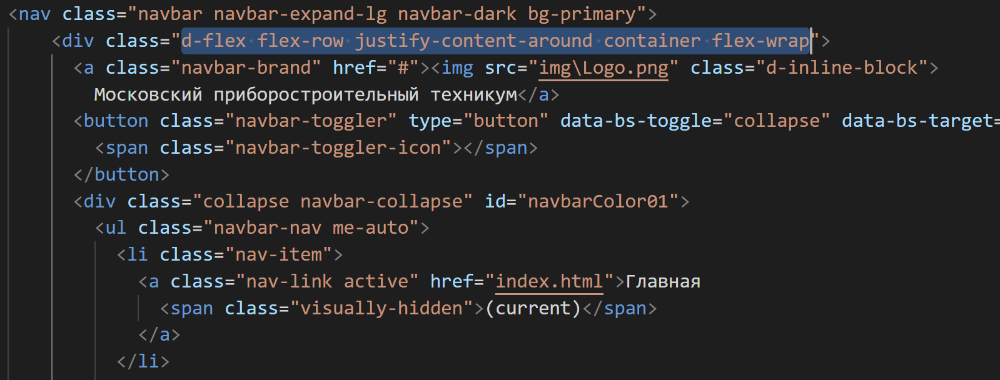 <nav class="navbar navbar-expand-lg navbar-dark bg-primary">
<div class="d-flex flex-row justify-content-around container flex-wrap">
<a class="navbar-brand" href="#"><img src="img\Logo.png" class="d-inline-block">
Московский приборостроительный техникум</a>
<button class="navbar-toggler" type="button" data-bs-toggle="collapse" data-bs-target=
<span class="navbar-toggler-icon"></span>
</button>
<div class="collapse navbar-collapse" id="navbarColor01">
<ul class="navbar-nav me-auto">
<li class="nav-item">
<a class="nav-link active" href="index.html">Главная
<span class="visually-hidden">(current)</span>
</a>
</li>